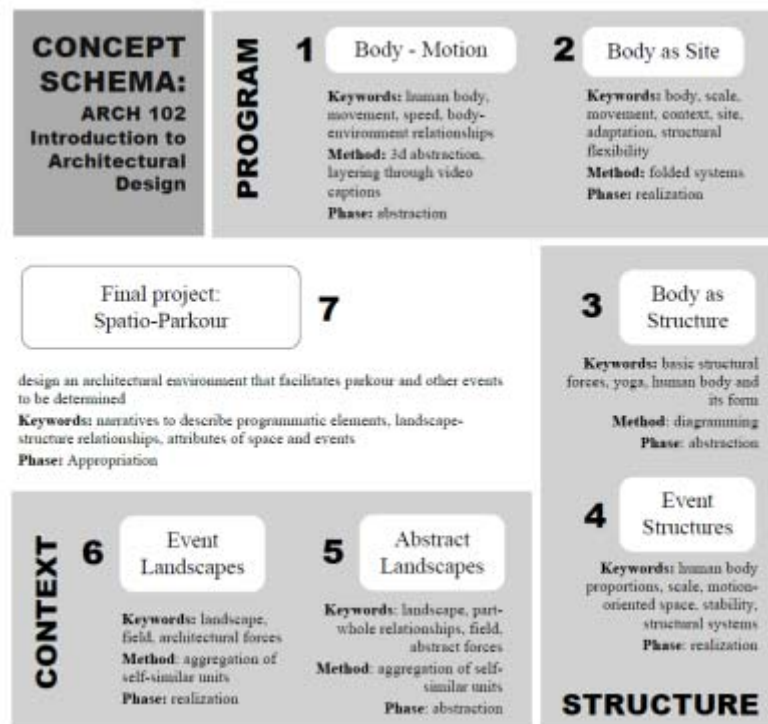 CONCEPT
SCHEMA:
ARCH 102
Introduction to
Architectural
Design
PROGRAM
1
Body - Motion
Keywords: human body,
movement, speed, body-
environment relationships
Method: 3d abstraction,
layering through video
captions
Phase: abstraction
2
Body as Site
Keywords: body, scale,
movement, context, site,
adaptation, structural
flexibility
Method: folded systems
Phase: realization
3
Body as
Structure
Keywords: basic structural
forces, yoga, human body and
its form
Method: diagramming
Phase: abstraction
4
Event
Structures
Keywords: human body
proportions, scale, motion-
oriented space, stability,
structural systems
Phase: realization
STRUCTURE
5
Abstract
Landscapes
Keywords: landscape, part-
whole relationships, field,
abstract forces
Method: aggregation of self-
similar units
Phase: abstraction
6
Event
Landscapes
Keywords: landscape,
field, architectural forces
Method: aggregation of
self-similar units
Phase: realization
CONTEXT
Final project:
Spatio-Parkour
7
design an architectural environment that facilitates parkour and other events
to be determined
Keywords: narratives to describe programmatic elements, landscape-
structure relationships, attributes of space and events
Phase: Appropriation